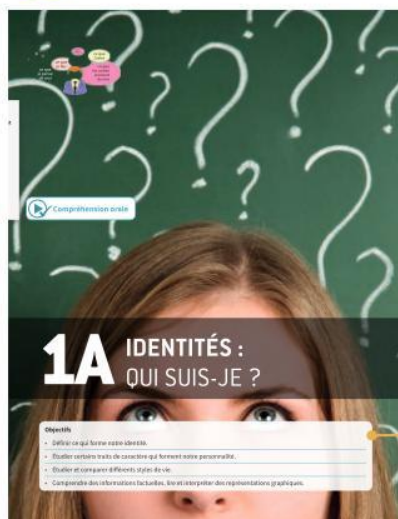 Compréhension orale
1A IDENTITÉS :
QUI SUIS-JE ?
Objectifs
• Définir ce qui forme notre identité.
• Étudier certains traits de caractère qui forment notre personnalité.
• Étudier et comparer différents styles de vie.
• Comprendre des informations factuelles, lire et interpréter des représentations graphiques.